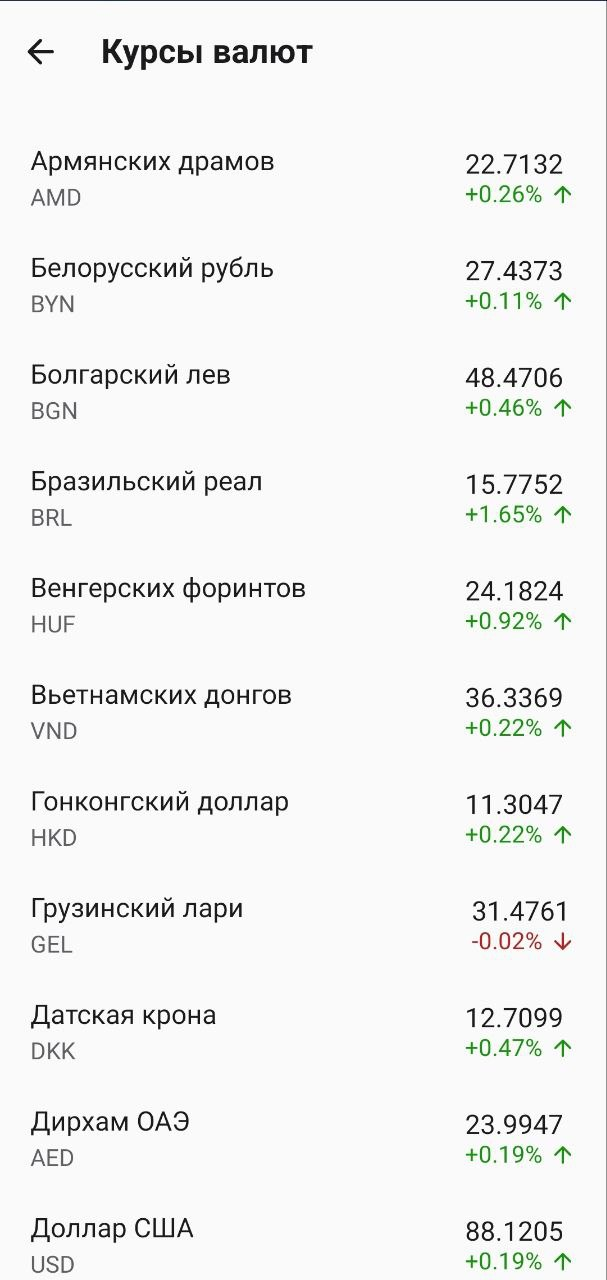 Курсы валют
Армянских драмов 22.7132
AMD +0.26%
Белорусский рубль 27.4373
BYN +0.11%
Болгарский лев 48.4706
BGN +0.46%
Бразильский реал 15.7752
BRL +1.65%
Венгерских форинтов 24.1824
HUF +0.92%
Вьетнамских донгов 36.3369
VND +0.22%
Гонконгский доллар 11.3047
HKD +0.22%
Грузинский лари 31.4761
GEL -0.02%
Датская крона 12.7099
DKK +0.47%
Дирхам ОАЭ 23.9947
AED +0.19%
Доллар США 88.1205
USD +0.19%